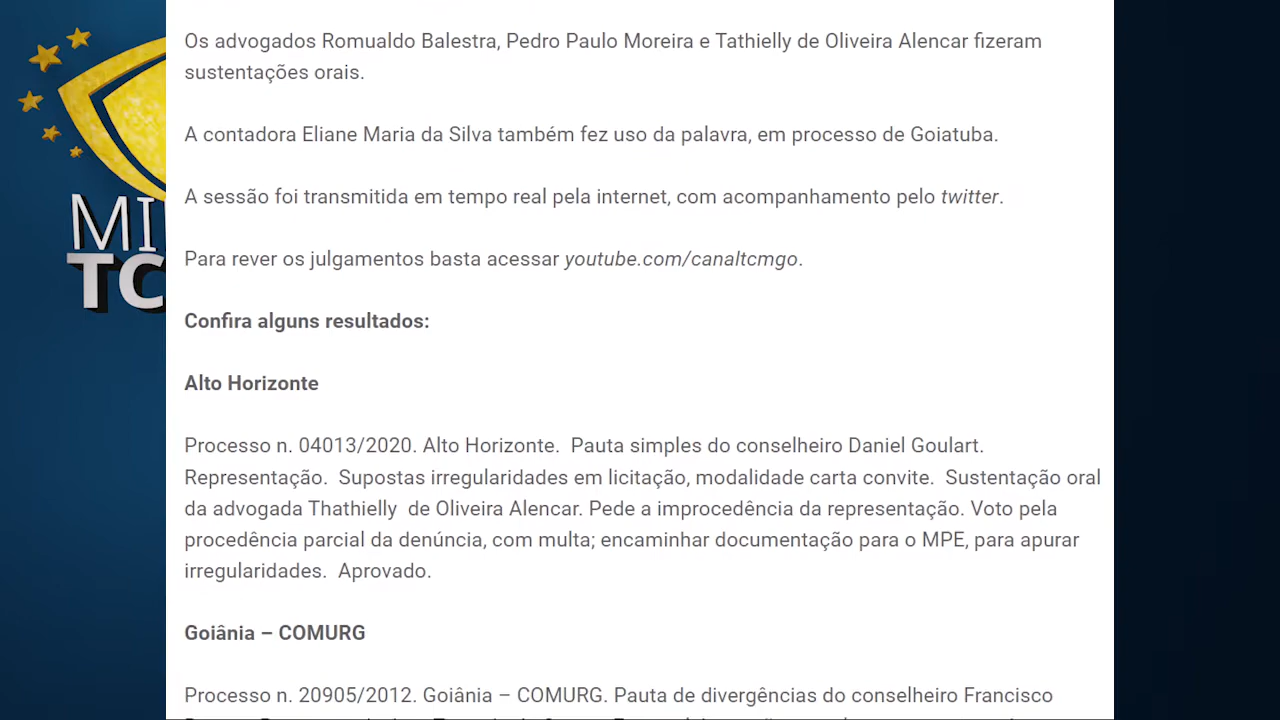 Os advogados Romualdo Balestra, Pedro Paulo Moreira e Tathielly de Oliveira Alencar fizeram
sustentações orais.
A contadora Eliane Maria da Silva também fez uso da palavra, em processo de Goiatuba.
A sessão foi transmitida em tempo real pela internet, com acompanhamento pelo twitter.
Para rever os julgamentos basta acessar youtube.com/canaltcmgo.
Confira alguns resultados:
Alto Horizonte
Processo n. 04013/2020. Alto Horizonte.  Pauta simples do conselheiro Daniel Goulart.
Representação.  Supostas irregularidades em licitação, modalidade carta convite.  Sustentação oral
da advogada Thathielly  de Oliveira Alencar. Pede a improcedência da representação. Voto pela
procedência parcial da denúncia, com multa; encaminhar documentação para o MPE, para apurar
irregularidades.  Aprovado.
Goiânia – COMURG
Processo n. 20905/2012. Goiânia – COMURG. Pauta de divergências do conselheiro Francisco
MI
TC